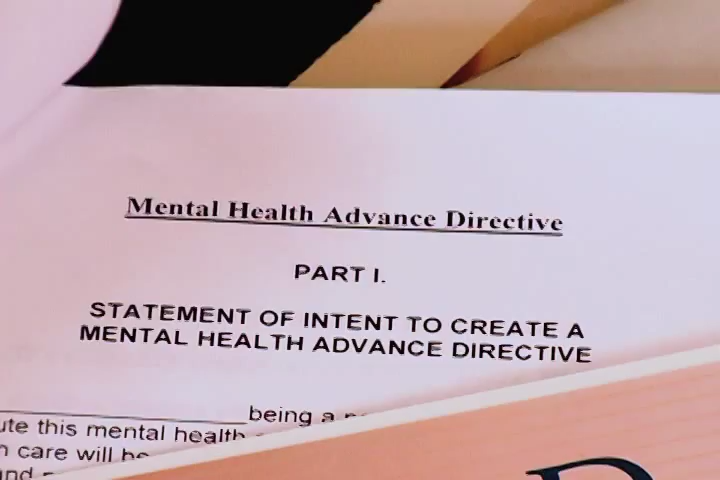 Mental Health Advance Directive
PART I.
STATEMENT OF INTENT TO CREATE A
MENTAL HEALTH ADVANCE DIRECTIVE
being a
ute this mental health
n care will